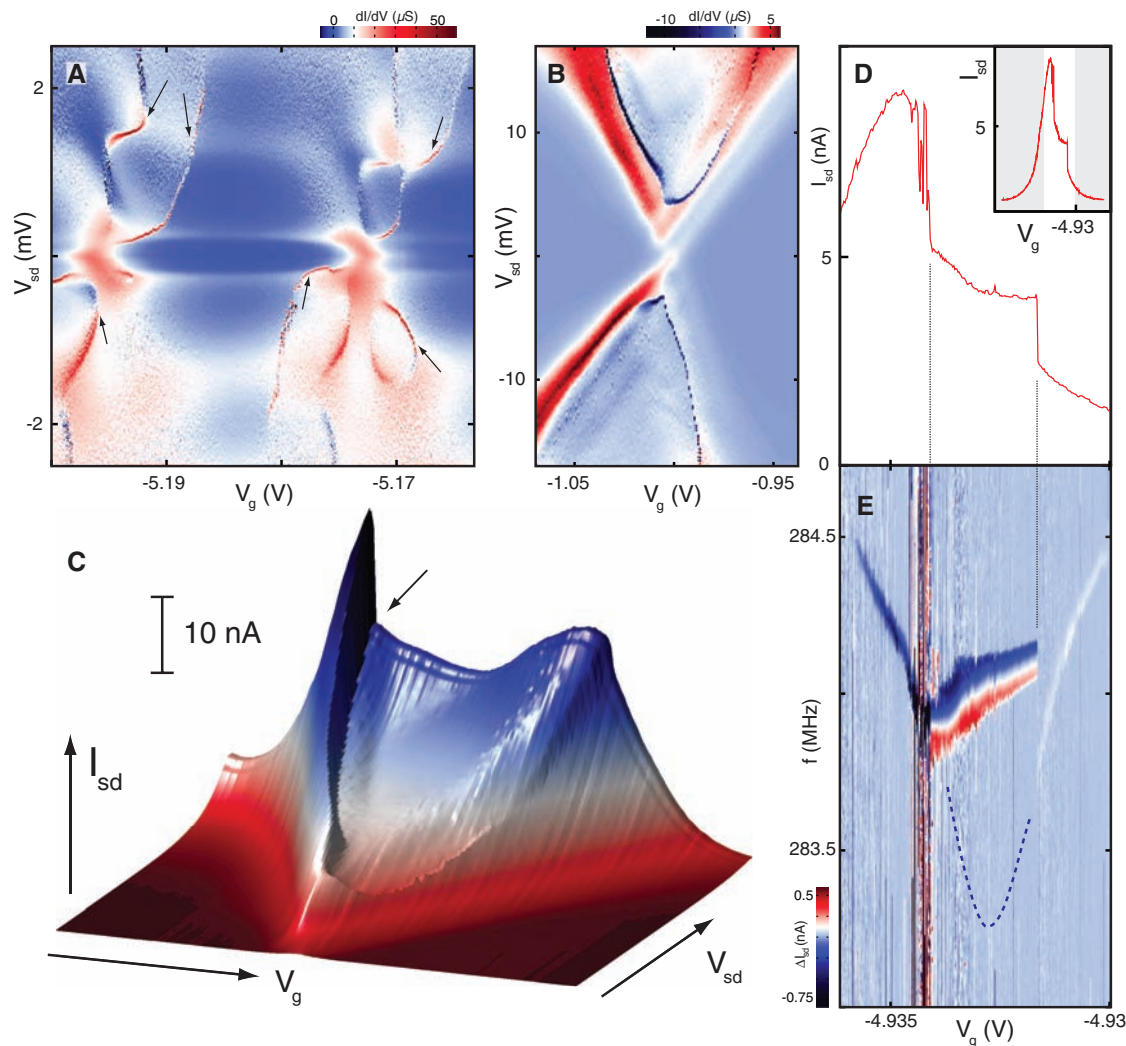 dI/dV (µS)
0 50
A
2
V_sd (mV)
0
-2
-5.19 -5.17
V_g (V)
dI/dV (µS)
-10 5
B
10
V_sd (mV)
-10
-1.05 -0.95
V_g (V)
C
10 nA
I_sd
V_g
V_sd
D
I_sd (nA)
5
0
I_sd
5
V_g -4.93
E
284.5
f (MHz)
283.5
0.5
ΔI_sd (nA)
-0.75
-4.935 -4.93
V_g (V)